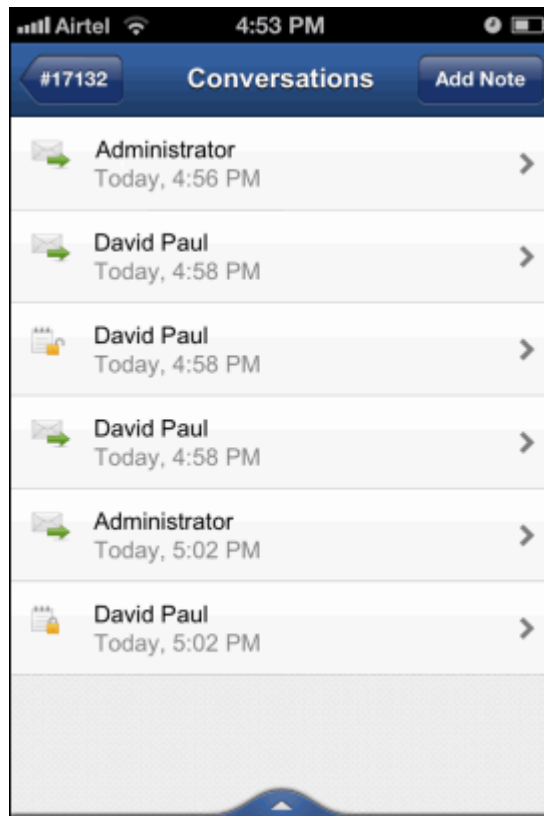 Airtel 4:53 PM
#17132 Conversations Add Note
Administrator
Today, 4:56 PM
David Paul
Today, 4:58 PM
David Paul
Today, 4:58 PM
David Paul
Today, 4:58 PM
Administrator
Today, 5:02 PM
David Paul
Today, 5:02 PM